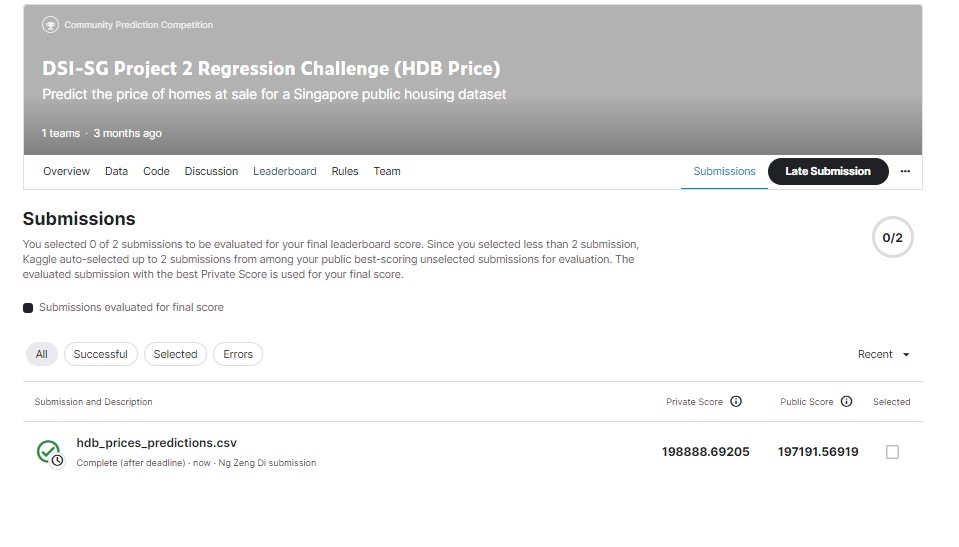 Community Prediction Competition
DSI-SG Project 2 Regression Challenge (HDB Price)
Predict the price of homes at sale for a Singapore public housing dataset
1 teams · 3 months ago
Overview Data Code Discussion Leaderboard Rules Team Submissions Late Submission ...
Submissions
You selected 0 of 2 submissions to be evaluated for your final leaderboard score. Since you selected less than 2 submission,
Kaggle auto-selected up to 2 submissions from among your public best-scoring unselected submissions for evaluation. The
evaluated submission with the best Private Score is used for your final score.
0/2
Submissions evaluated for final score
All Successful Selected Errors Recent
Submission and Description Private Score Public Score Selected
hdb_prices_predictions.csv
Complete (after deadline) · now · Ng Zeng Di submission
198888.69205 197191.56919